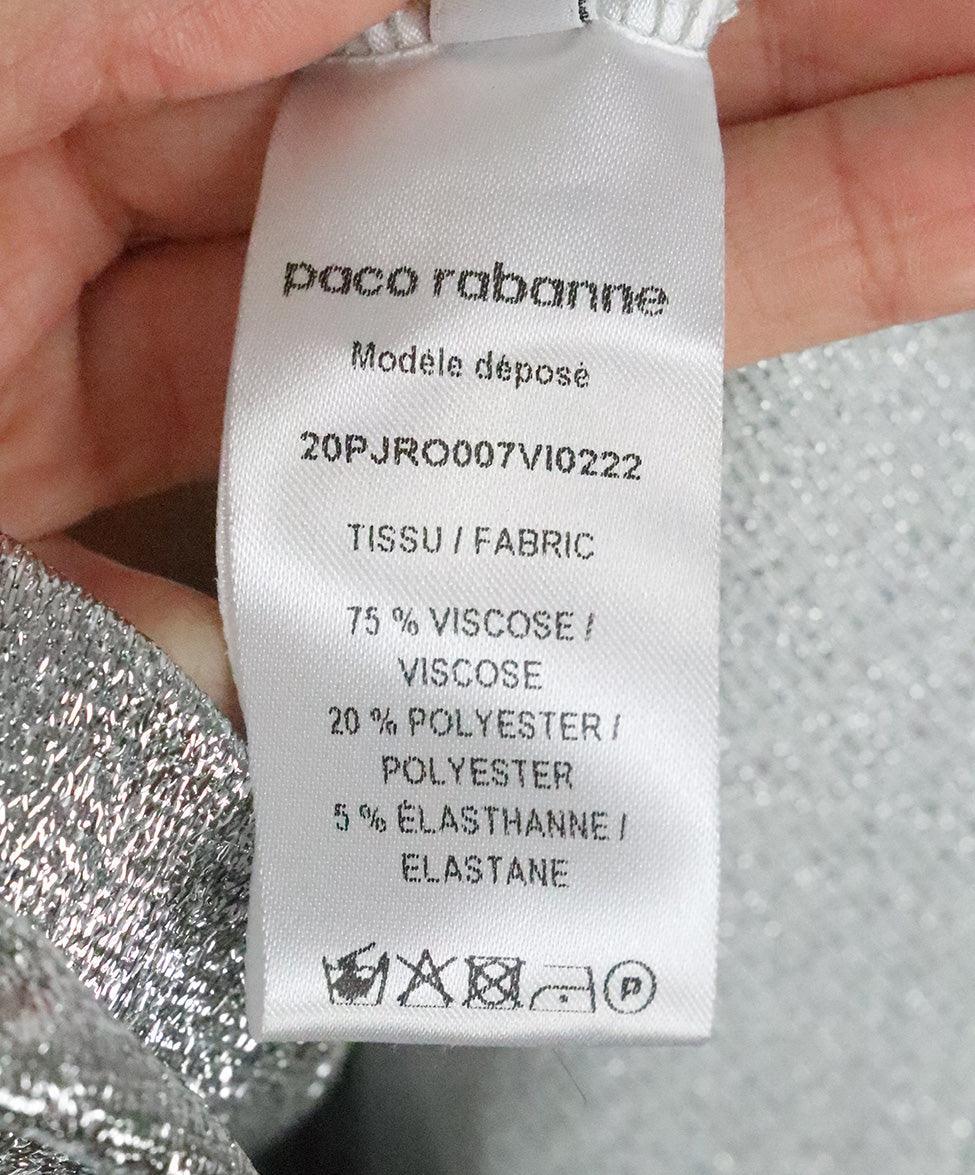 paco rabanne
Modèle déposé
20PJRO007VI0222
TISSU / FABRIC
75 % VISCOSE /
VISCOSE
20 % POLYESTER /
POLYESTER
5 % ÉLASTHANNE /
ELASTANE
P